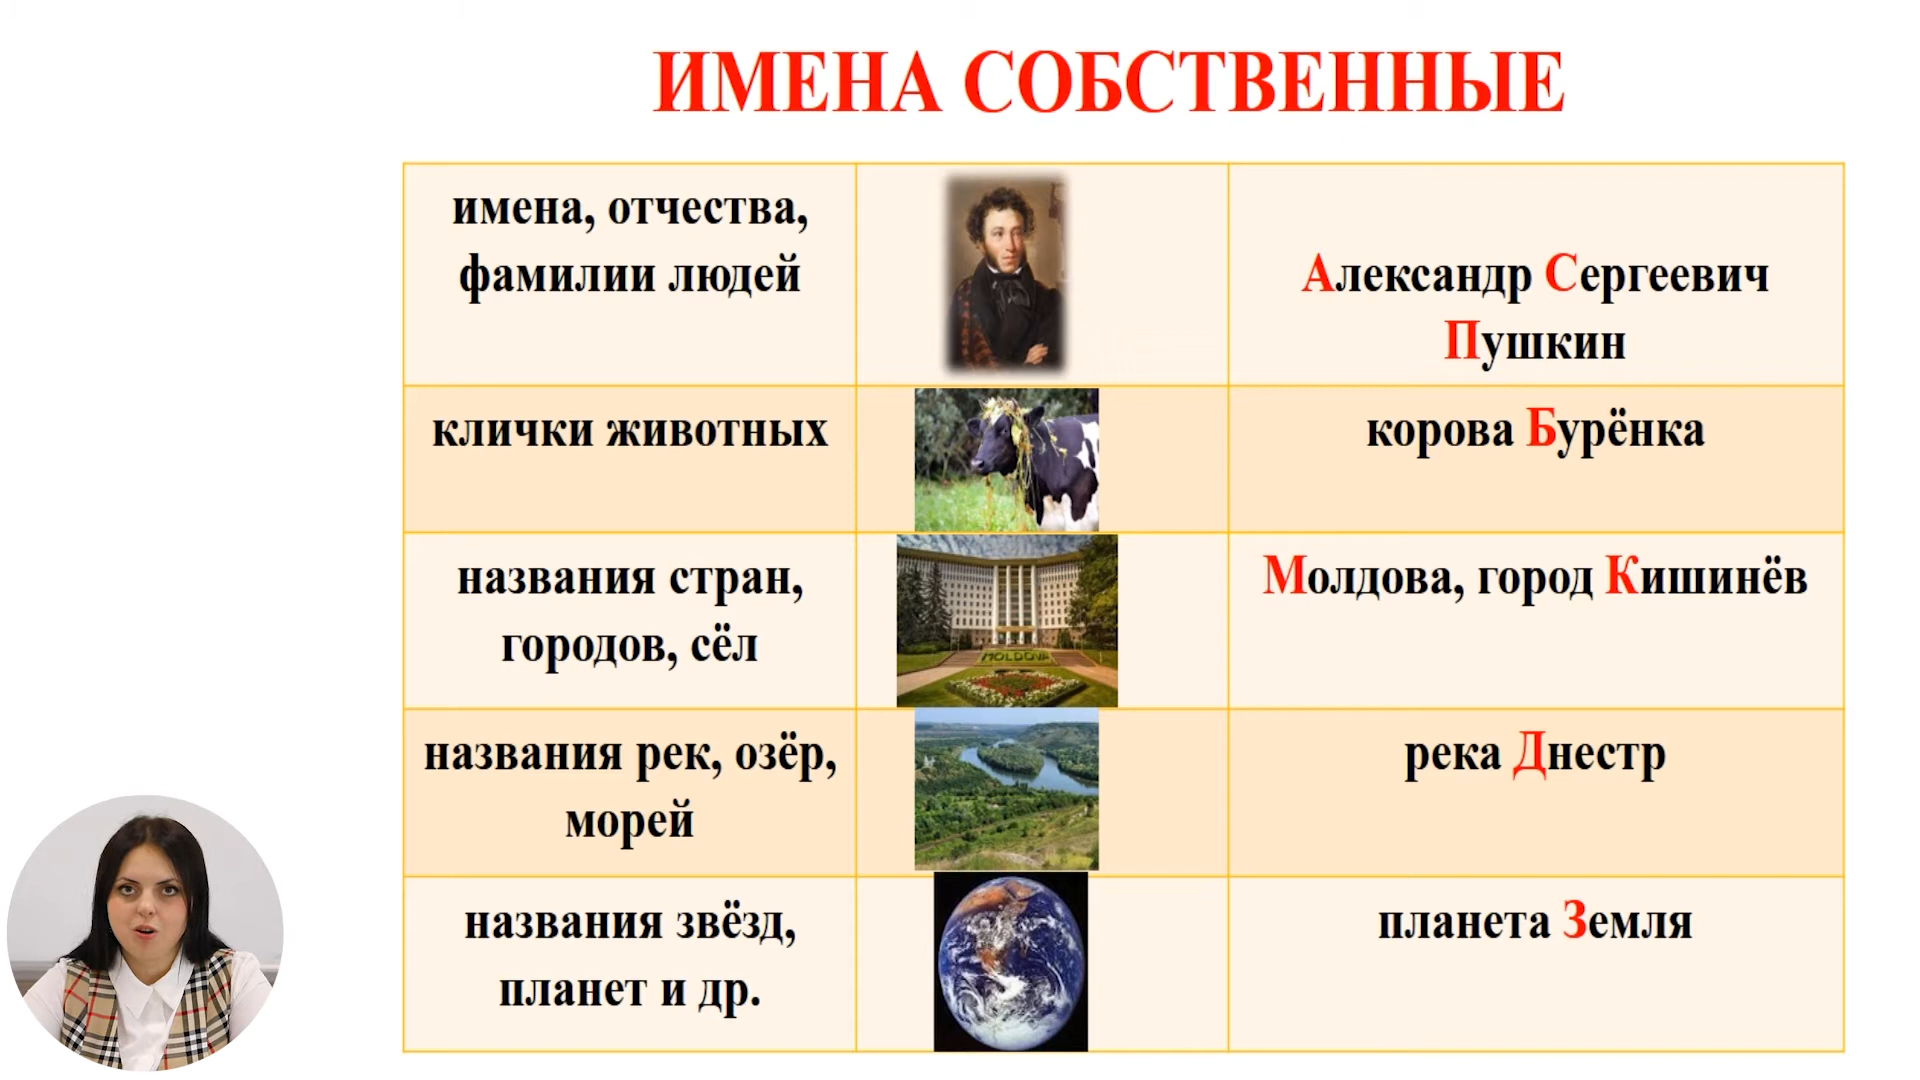 ИМЕНА СОБСТВЕННЫЕ
имена, отчества,
фамилии людей
Александр Сергеевич
Пушкин
клички животных
корова Бурёнка
названия стран,
городов, сёл
MOLDOVA
Молдова, город Кишинёв
названия рек, озёр,
морей
река Днестр
названия звёзд,
планет и др.
планета Земля